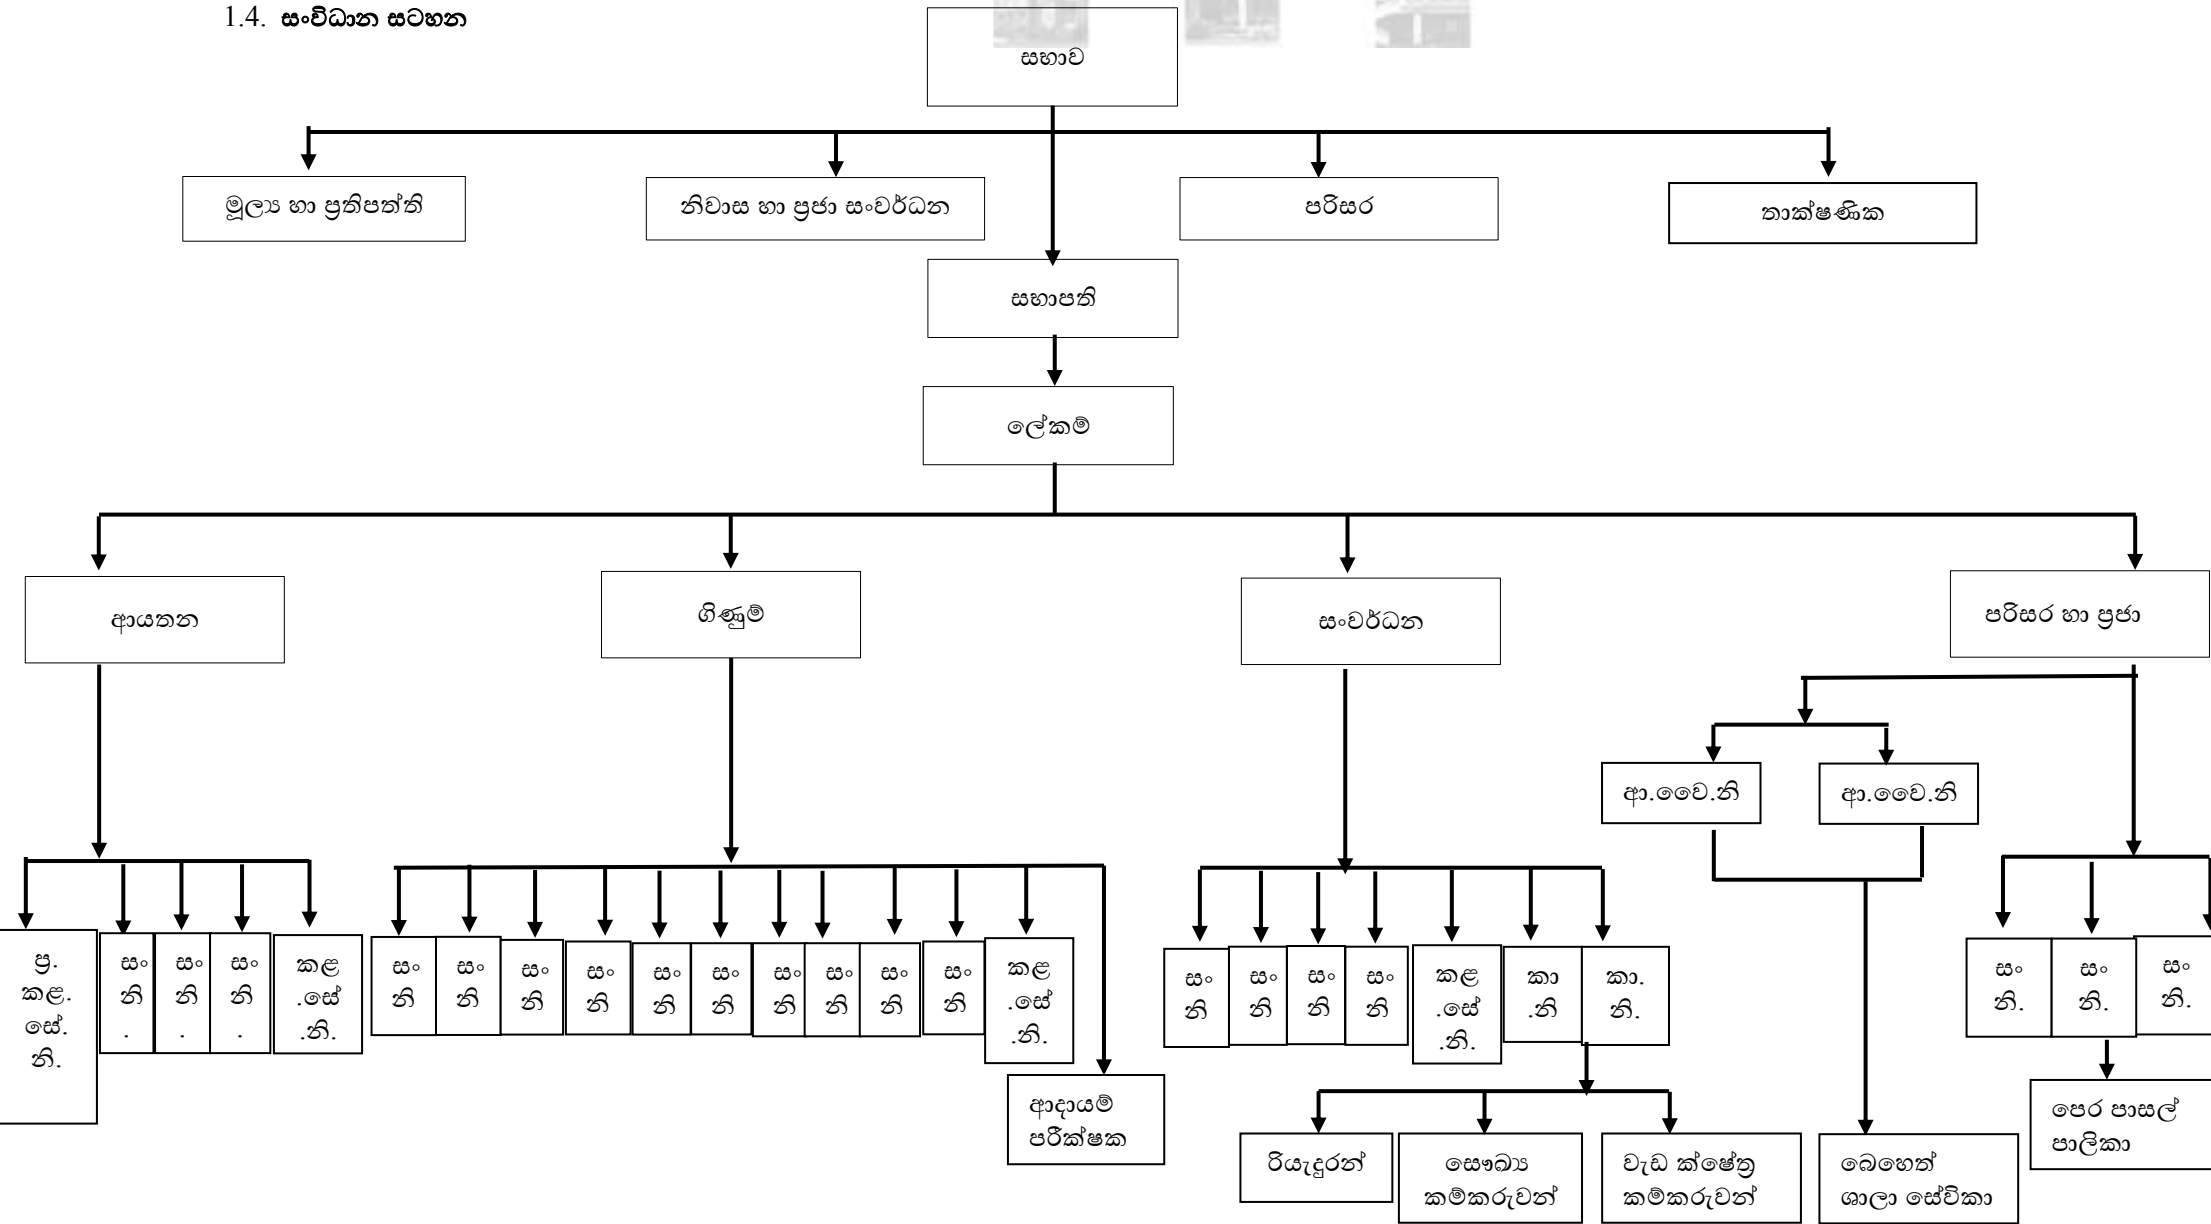 1.4. සංවිධාන සටහන
සභාව
මූල්‍ය හා ප්‍රතිපත්ති
නිවාස හා ප්‍රජා සංවර්ධන
පරිසර
තාක්ෂණික
සභාපති
ලේකම්
ආයතන
ගිණුම්
සංවර්ධන
පරිසර හා ප්‍රජා
ආ.වෛ.නි
ආ.වෛ.නි
ප්‍ර.
කළ.
සේ.
නි.
සං
නි
.
සං
නි
.
සං
නි
.
කළ
.සේ
.නි.
සං
නි
සං
නි
සං
නි
සං
නි
සං
නි
සං
නි
සං
නි
සං
නි
සං
නි
සං
නි
කළ
.සේ
.නි.
ආදායම්
පරීක්ෂක
සං
නි
සං
නි
සං
නි
සං
නි
කළ
.සේ
.නි.
කා
.නි
කා.
නි.
රියැදුරන්
සෞඛ්‍ය
කම්කරුවන්
වැඩ ක්ෂේත්‍ර
කම්කරුවන්
බෙහෙත්
ශාලා සේවිකා
සං
නි.
සං
නි.
සං
නි.
පෙර පාසල්
පාලිකා